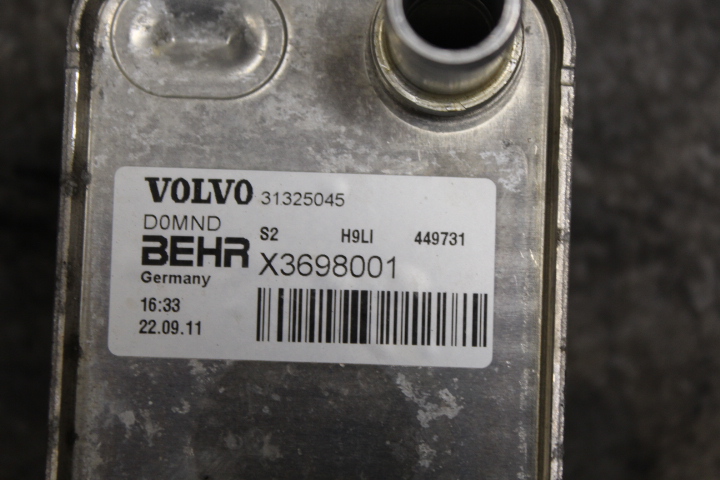 VOLVO 31325045
D0MND S2 H9LI 449731
BEHR X3698001
Germany
16:33
22.09.11